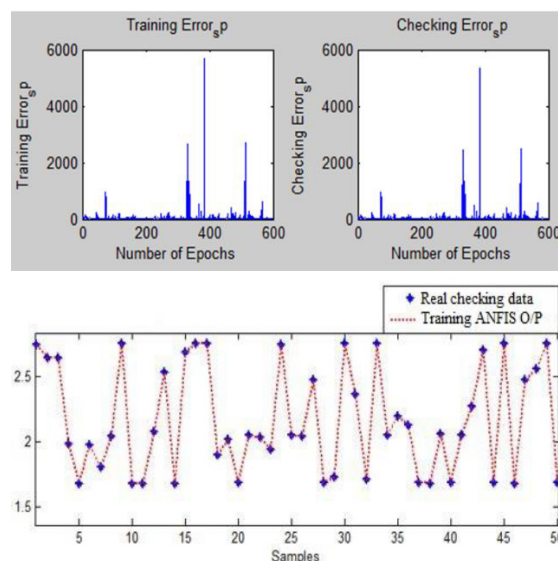 Training Error_sp
Checking Error_sp
6000
4000
2000
0
Training Error_sp
0 200 400 600
Number of Epochs
6000
4000
2000
0
Checking Error_sp
0 200 400 600
Number of Epochs
Real checking data
Training ANFIS O/P
2.5
2
1.5
5 10 15 20 25 30 35 40 45 50
Samples